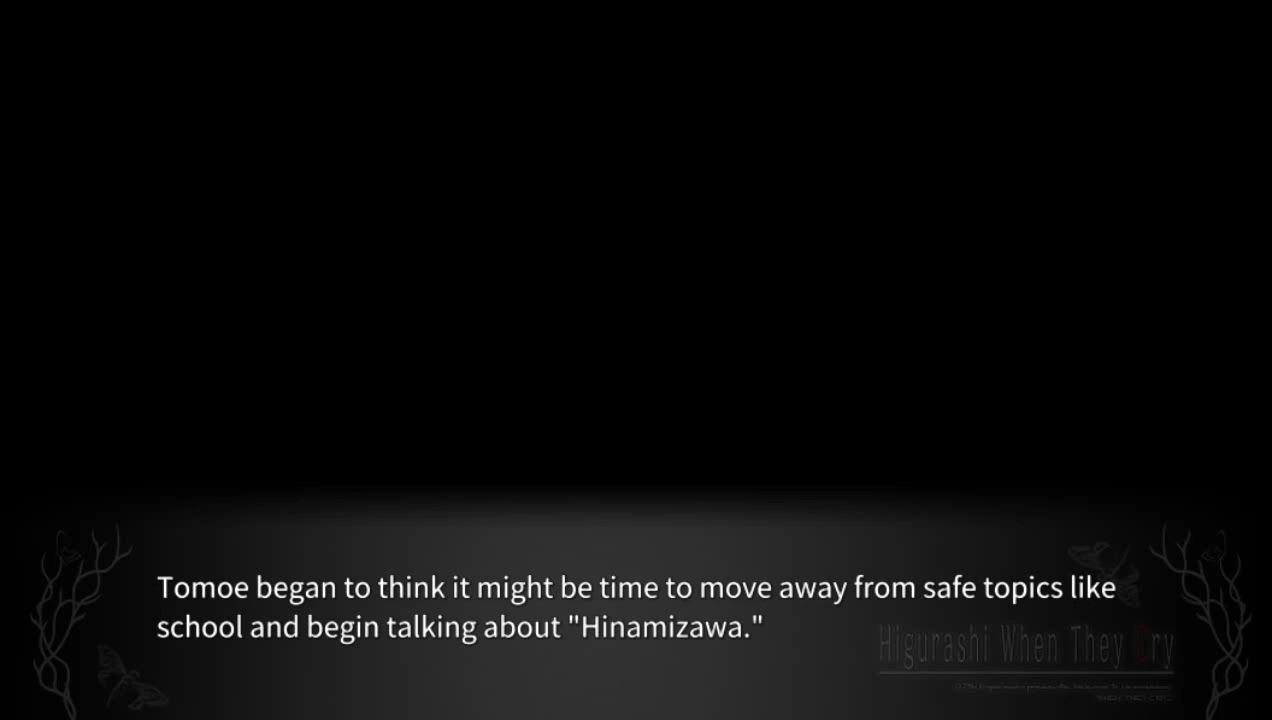 Tomoe began to think it might be time to move away from safe topics like
school and begin talking about "Hinamizawa."
Higurashi When They Cry